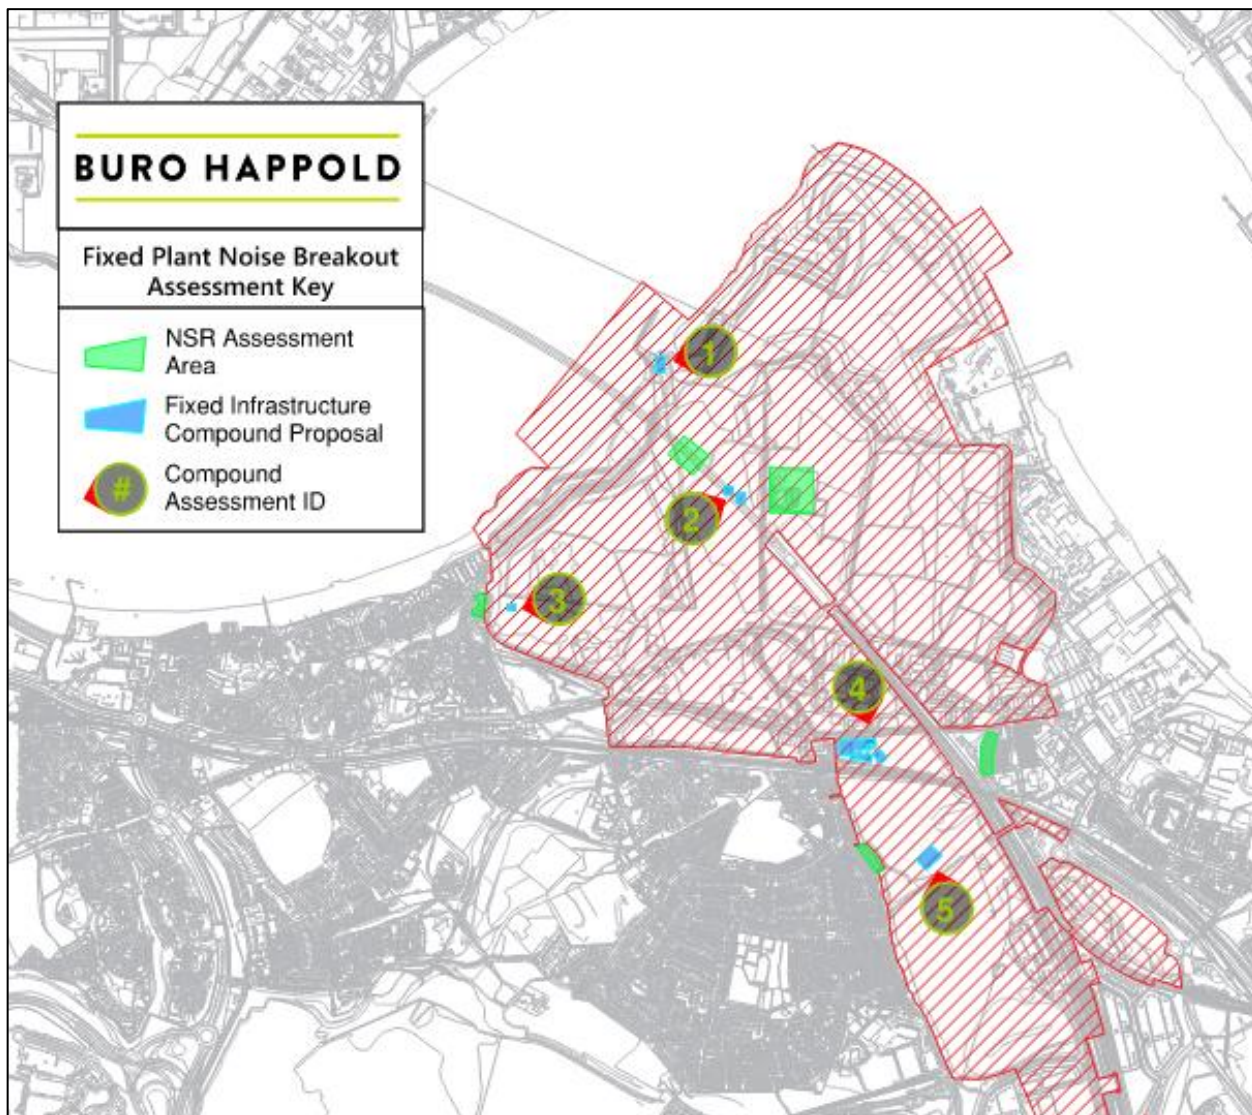 BURO HAPPOLD
Fixed Plant Noise Breakout
Assessment Key
NSR Assessment
Area
Fixed Infrastructure
Compound Proposal
#
Compound
Assessment ID
1
2
3
4
5